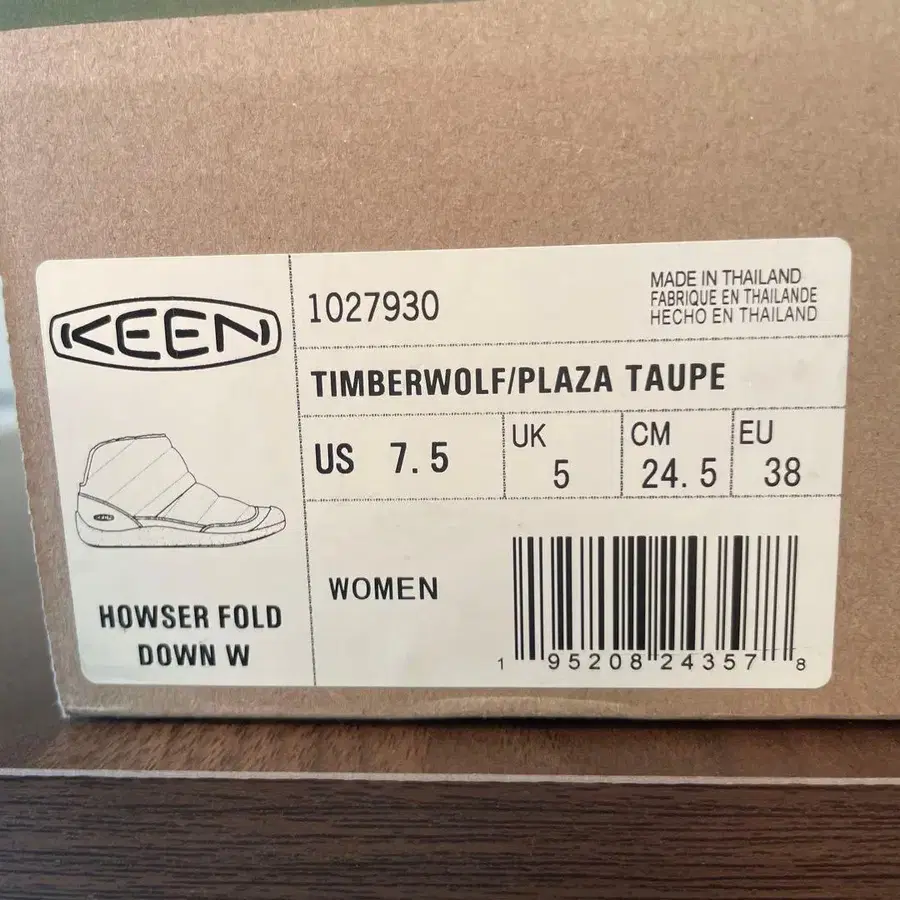 KEEN
1027930
MADE IN THAILAND
FABRIQUE EN THAILANDE
HECHO EN THAILAND
TIMBERWOLF/PLAZA TAUPE
US 7.5
UK 5
CM 24.5
EU 38
KEEN
HOWSER FOLD
DOWN W
WOMEN
1 95208 24357 8